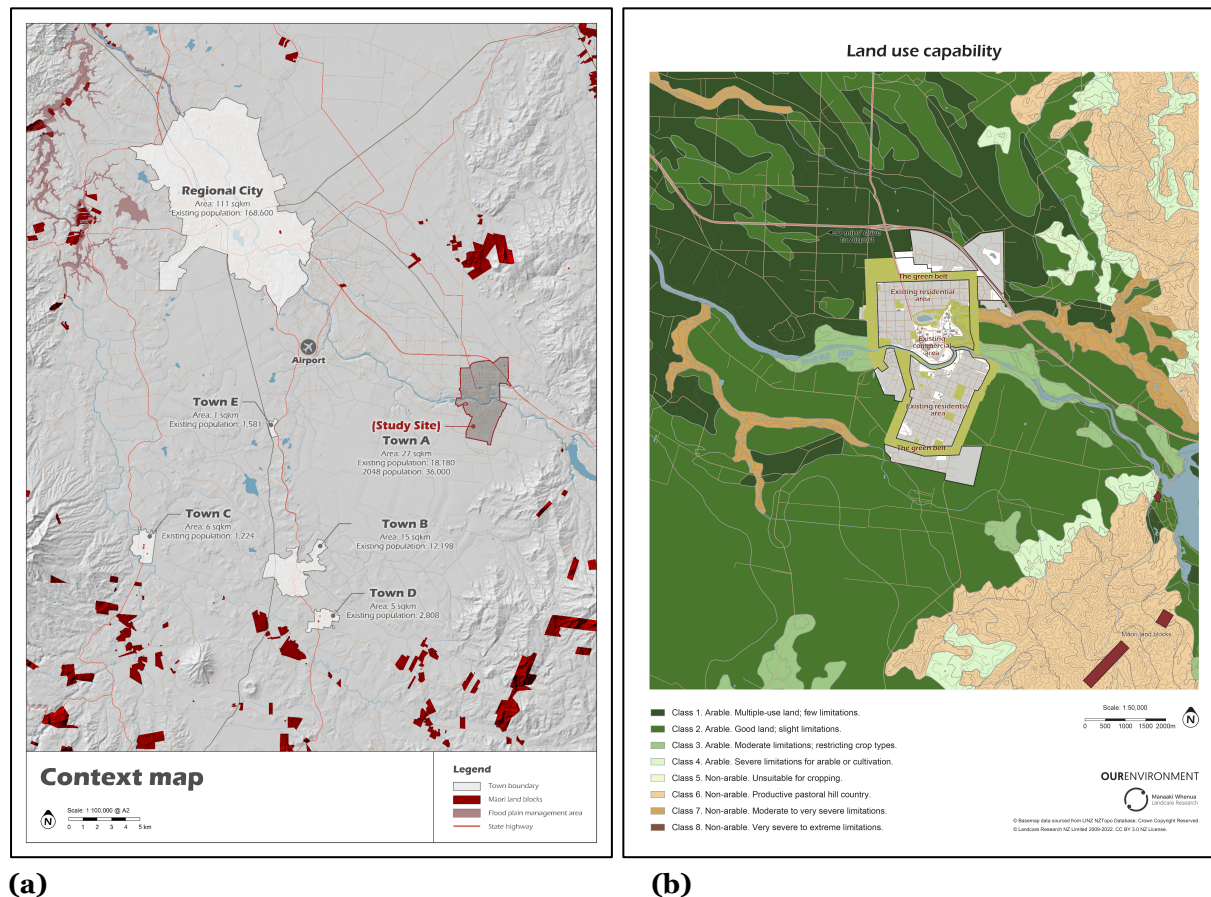 Regional City
Area: 111 sqkm
Existing population: 168,600
Airport
Town E
Area: 1 sqkm
Existing population: 1,581
(Study Site)
Town A
Area: 27 sqkm
Existing population: 18,180
2048 population: 36,000
Town C
Area: 6 sqkm
Existing population: 1,224
Town B
Area: 15 sqkm
Existing population: 12,198
Town D
Area: 5 sqkm
Existing population: 2,808
Context map
Scale: 1:100,000 @ A2
N
0 1 2 3 4 5 km
Legend
Town boundary
Māori land blocks
Flood plain management area
State highway
(a)
Land use capability
mins' drive
to Airport
The green belt
Existing residential
area
Existing
commercial
area
Existing residential
area
The green belt
Māori land blocks
Class 1. Arable. Multiple-use land; few limitations.
Class 2. Arable. Good land; slight limitations.
Class 3. Arable. Moderate limitations; restricting crop types.
Class 4. Arable. Severe limitations for arable or cultivation.
Class 5. Non-arable. Unsuitable for cropping.
Class 6. Non-arable. Productive pastoral hill country.
Class 7. Non-arable. Moderate to very severe limitations.
Class 8. Non-arable. Very severe to extreme limitations.
Scale: 1:50,000
0 500 1000 1500 2000m
N
OURENVIRONMENT
Manaaki Whenua
Landcare Research
© Basemap data sourced from LINZ NZTopo Database. Crown Copyright Reserved.
© Landcare Research NZ Limited 2009-2022. CC BY 3.0 NZ License.
(b)